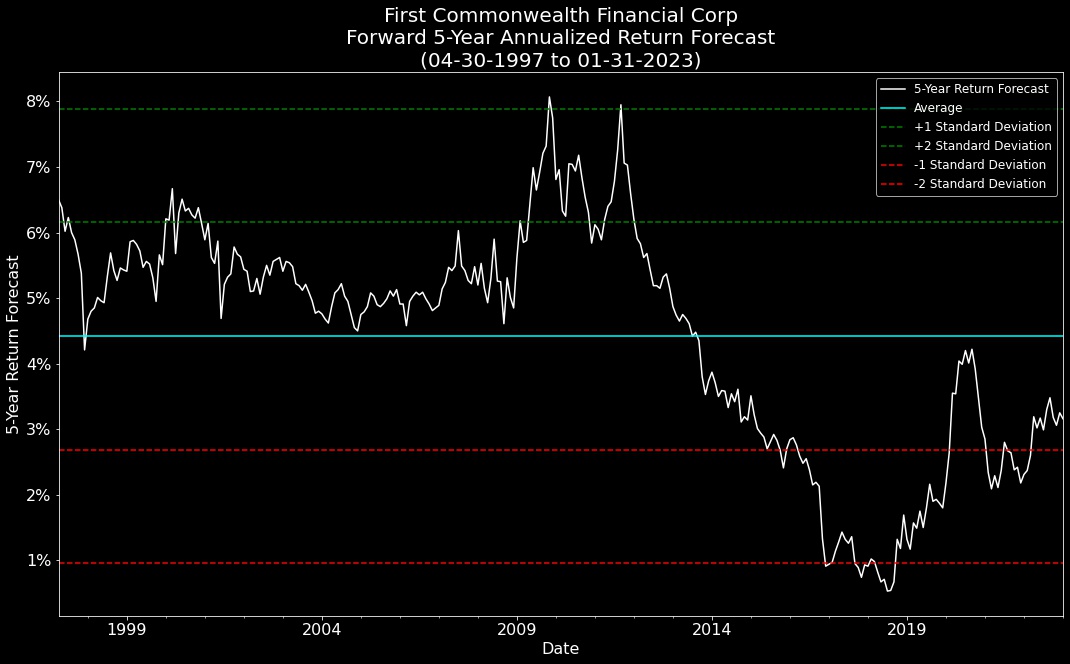 First Commonwealth Financial Corp
Forward 5-Year Annualized Return Forecast
(04-30-1997 to 01-31-2023)
5-Year Return Forecast
Average
+1 Standard Deviation
+2 Standard Deviation
-1 Standard Deviation
-2 Standard Deviation
5-Year Return Forecast
8%
7%
6%
5%
4%
3%
2%
1%
1999
2004
2009
2014
2019
Date